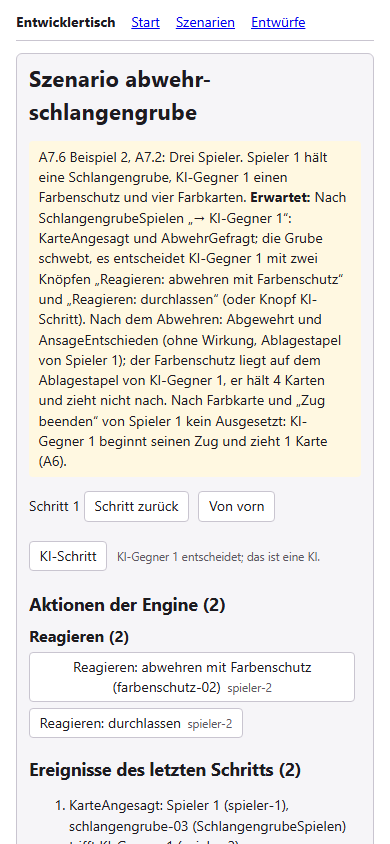 Entwicklertisch Start Szenarien Entwürfe
Szenario abwehr-
schlangengrube
A7.6 Beispiel 2, A7.2: Drei Spieler. Spieler 1 hält
eine Schlangengrube, KI-Gegner 1 einen
Farbenschutz und vier Farbkarten. Erwartet: Nach
SchlangengrubeSpielen „→ KI-Gegner 1“:
KarteAngesagt und AbwehrGefragt; die Grube
schwebt, es entscheidet KI-Gegner 1 mit zwei
Knöpfen „Reagieren: abwehren mit Farbenschutz“
und „Reagieren: durchlassen“ (oder Knopf KI-
Schritt). Nach dem Abwehren: Abgewehrt und
AnsageEntschieden (ohne Wirkung, Ablagestapel
von Spieler 1); der Farbenschutz liegt auf dem
Ablagestapel von KI-Gegner 1, er hält 4 Karten
und zieht nicht nach. Nach Farbkarte und „Zug
beenden“ von Spieler 1 kein Ausgesetzt: KI-
Gegner 1 beginnt seinen Zug und zieht 1 Karte
(A6).
Schritt 1 Schritt zurück Von vorn
KI-Schritt KI-Gegner 1 entscheidet; das ist eine KI.
Aktionen der Engine (2)
Reagieren (2)
Reagieren: abwehren mit Farbenschutz
(farbenschutz-02) spieler-2
Reagieren: durchlassen spieler-2
Ereignisse des letzten Schritts (2)
1. KarteAngesagt: Spieler 1 (spieler-1),
schlangengrube-03 (SchlangengrubeSpielen)